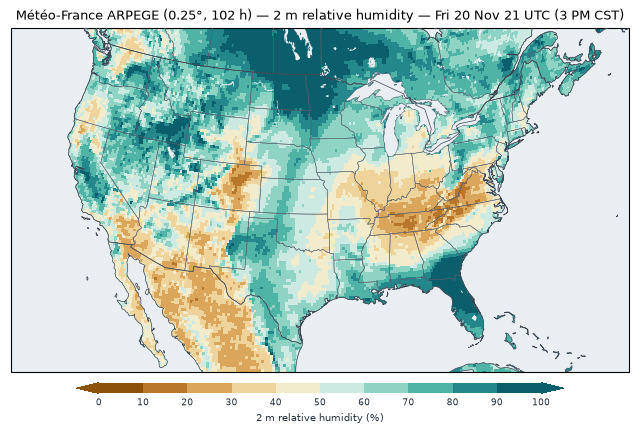 Météo-France ARPEGE (0.25°, 102 h) — 2 m relative humidity — Fri 20 Nov 21 UTC (3 PM CST)
0 10 20 30 40 50 60 70 80 90 100
2 m relative humidity (%)